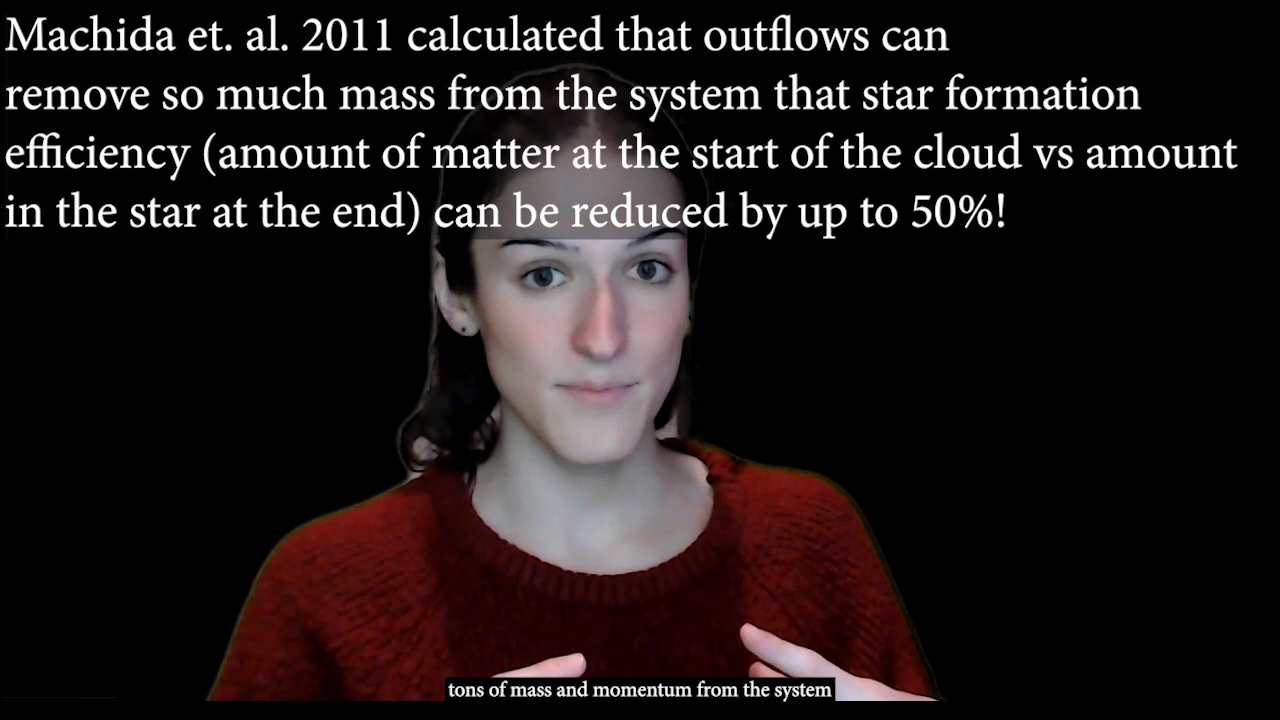 Machida et. al. 2011 calculated that outflows can
remove so much mass from the system that star formation
efficiency (amount of matter at the start of the cloud vs amount
in the star at the end) can be reduced by up to 50%!
tons of mass and momentum from the system